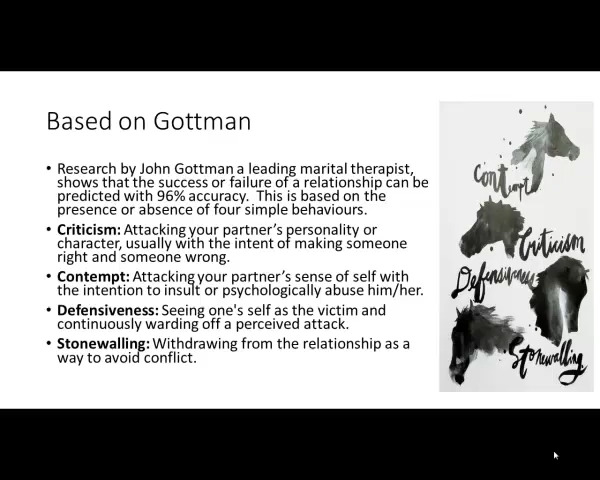 Based on Gottman
• Research by John Gottman a leading marital therapist,
shows that the success or failure of a relationship can be
predicted with 96% accuracy. This is based on the
presence or absence of four simple behaviours.
• Criticism: Attacking your partner's personality or
character, usually with the intent of making someone
right and someone wrong.
• Contempt: Attacking your partner's sense of self with
the intention to insult or psychologically abuse him/her.
• Defensiveness: Seeing one's self as the victim and
continuously warding off a perceived attack.
• Stonewalling: Withdrawing from the relationship as a
way to avoid conflict.
Contempt
Criticism
Defensiveness
Stonewalling